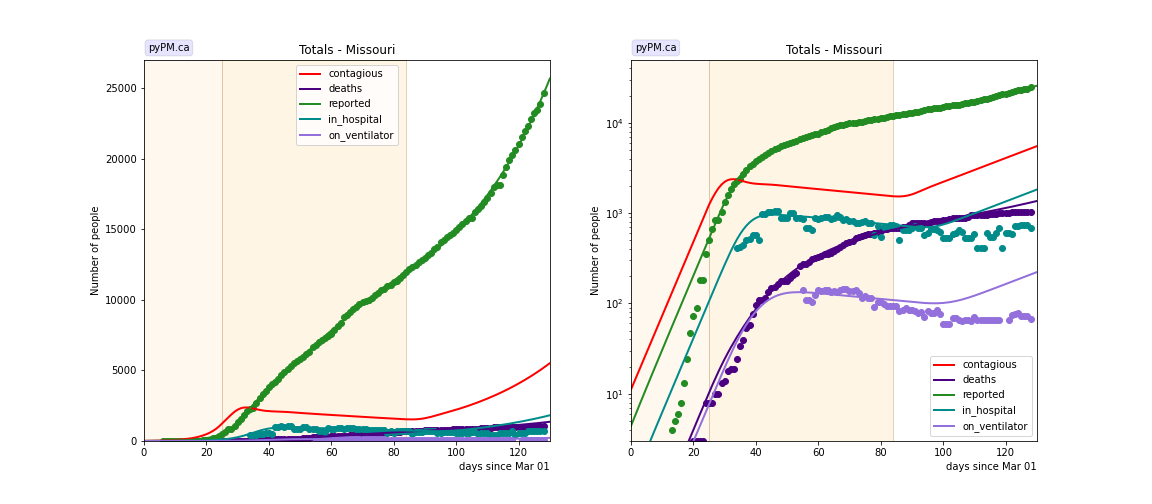 pyPM.ca
Totals - Missouri
contagious
deaths
reported
in_hospital
on_ventilator
Number of people
25000
20000
15000
10000
5000
0
0 20 40 60 80 100 120
days since Mar 01
pyPM.ca
Totals - Missouri
Number of people
10^4
10^3
10^2
10^1
contagious
deaths
reported
in_hospital
on_ventilator
0 20 40 60 80 100 120
days since Mar 01